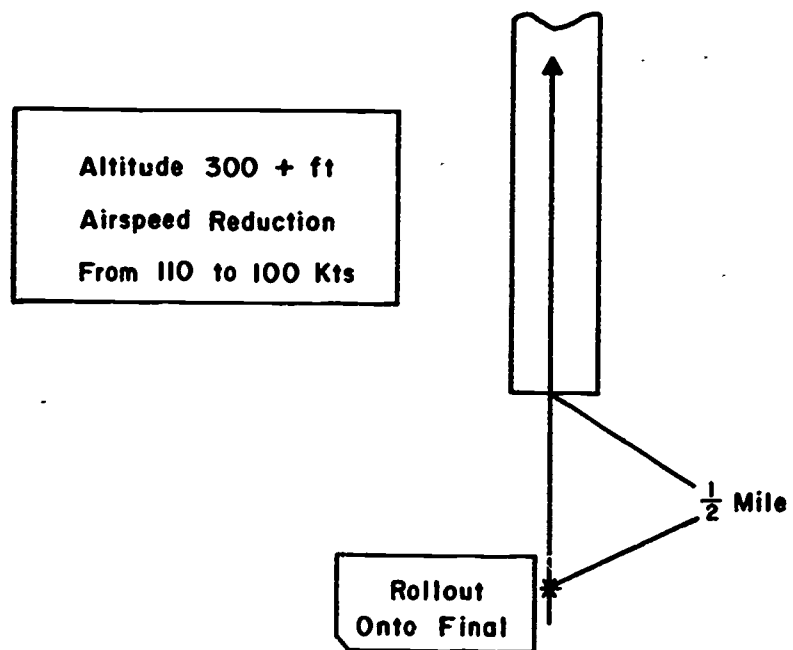 Altitude 300 + ft
Airspeed Reduction
From 110 to 100 Kts
1/2 Mile
Rollout
Onto Final